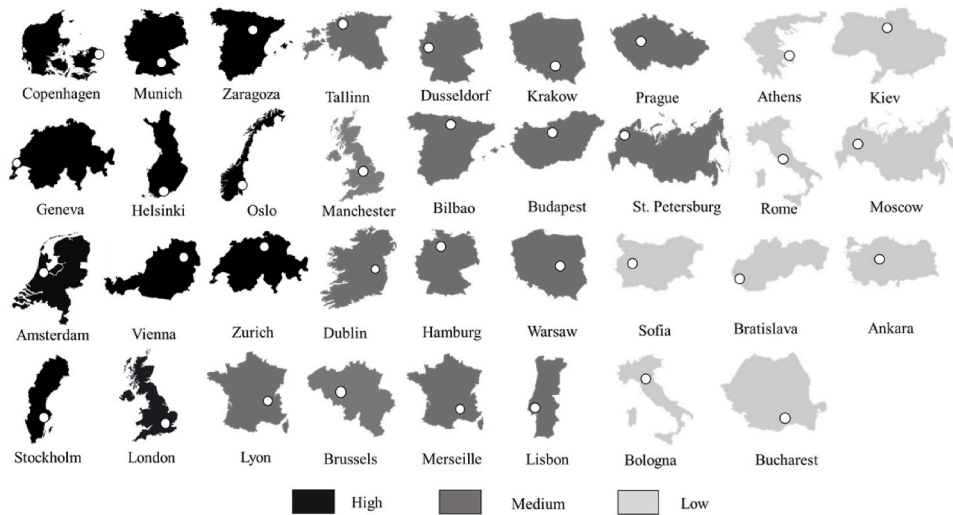 Copenhagen Munich Zaragoza Tallinn Dusseldorf Krakow Prague Athens Kiev
Geneva Helsinki Oslo Manchester Bilbao Budapest St. Petersburg Rome Moscow
Amsterdam Vienna Zurich Dublin Hamburg Warsaw Sofia Bratislava Ankara
Stockholm London Lyon Brussels Merseille Lisbon Bologna Bucharest
High Medium Low